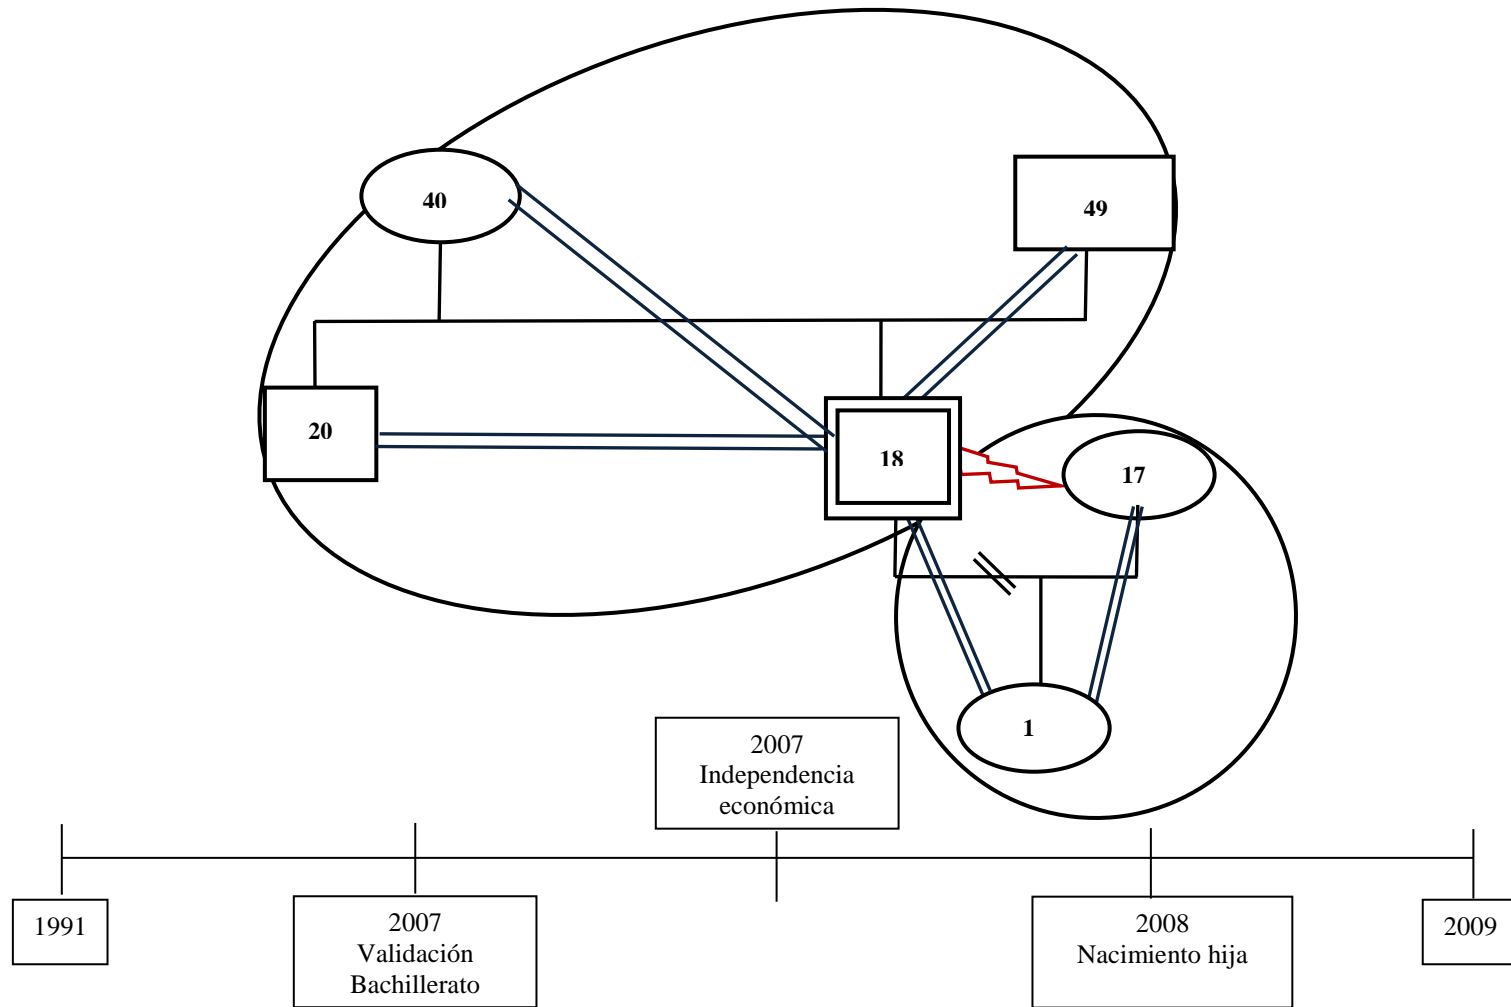 40
49
20
18
17
1
2007
Independencia
económica
1991
2007
Validación
Bachillerato
2008
Nacimiento hija
2009